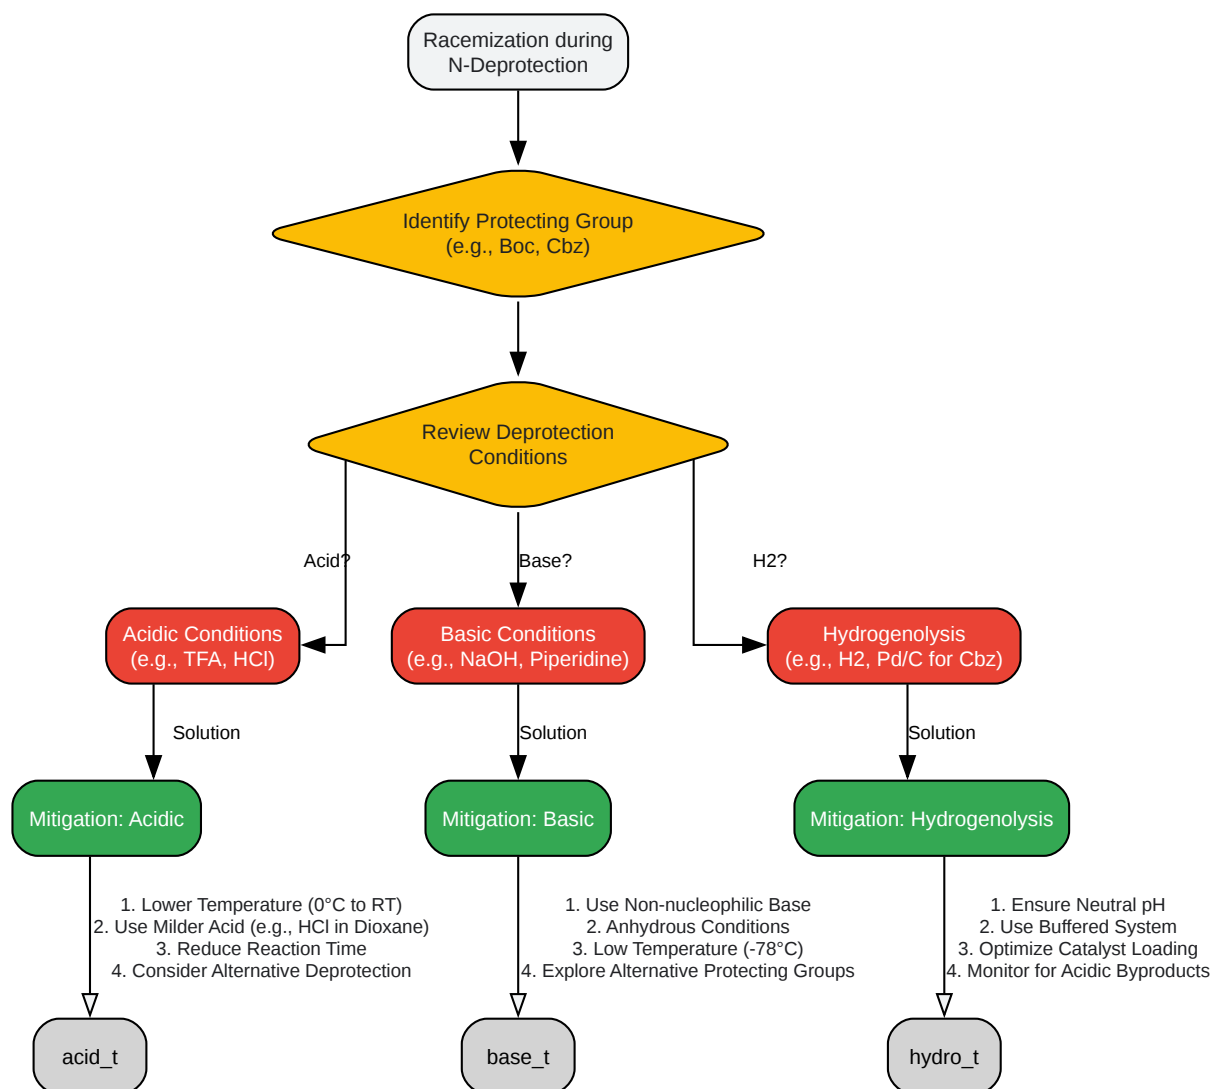 Racemization during
N-Deprotection
Identify Protecting Group
(e.g., Boc, Cbz)
Review Deprotection
Conditions
Acid?
Base?
H2?
Acidic Conditions
(e.g., TFA, HCl)
Basic Conditions
(e.g., NaOH, Piperidine)
Hydrogenolysis
(e.g., H2, Pd/C for Cbz)
Solution
Solution
Solution
Mitigation: Acidic
Mitigation: Basic
Mitigation: Hydrogenolysis
1. Lower Temperature (0°C to RT)
2. Use Milder Acid (e.g., HCl in Dioxane)
3. Reduce Reaction Time
4. Consider Alternative Deprotection
1. Use Non-nucleophilic Base
2. Anhydrous Conditions
3. Low Temperature (-78°C)
4. Explore Alternative Protecting Groups
1. Ensure Neutral pH
2. Use Buffered System
3. Optimize Catalyst Loading
4. Monitor for Acidic Byproducts
acid_t
base_t
hydro_t